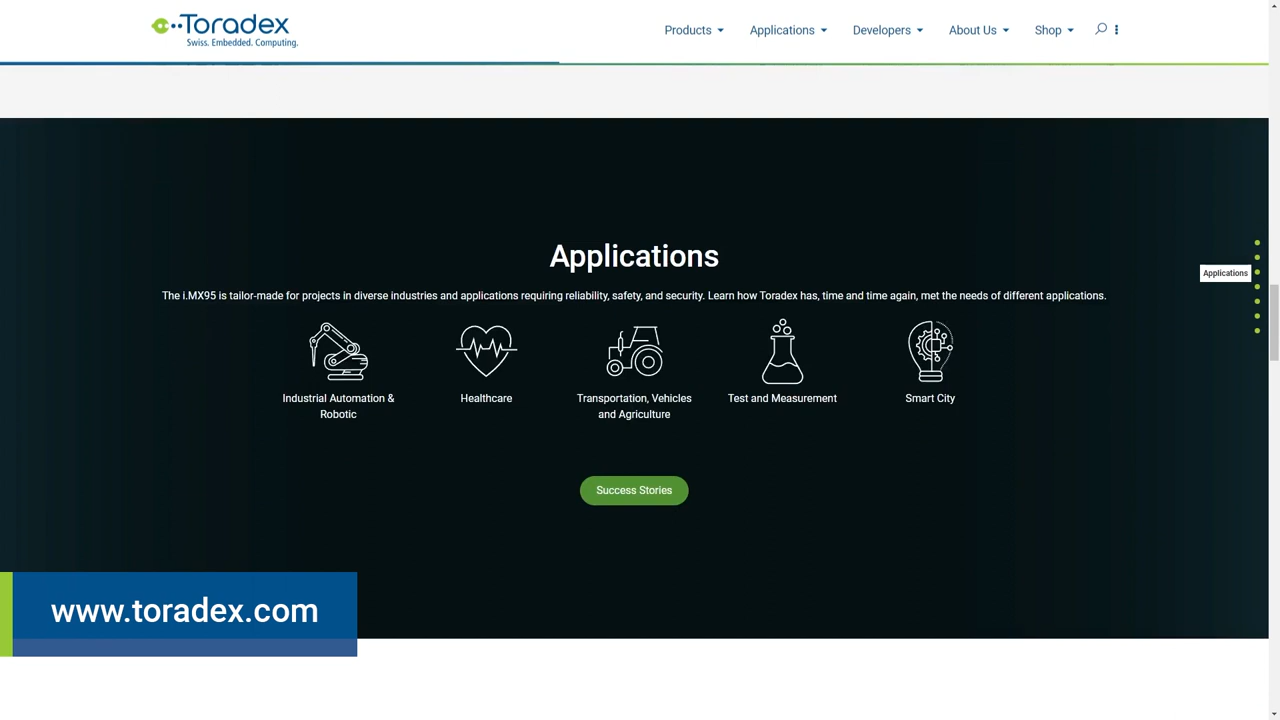 Toradex
Swiss. Embedded. Computing.
Products
Applications
Developers
About Us
Shop
Applications
The i.MX95 is tailor-made for projects in diverse industries and applications requiring reliability, safety, and security. Learn how Toradex has, time and time again, met the needs of different applications.
Applications
Industrial Automation &
Robotic
Healthcare
Transportation, Vehicles
and Agriculture
Test and Measurement
Smart City
Success Stories
www.toradex.com